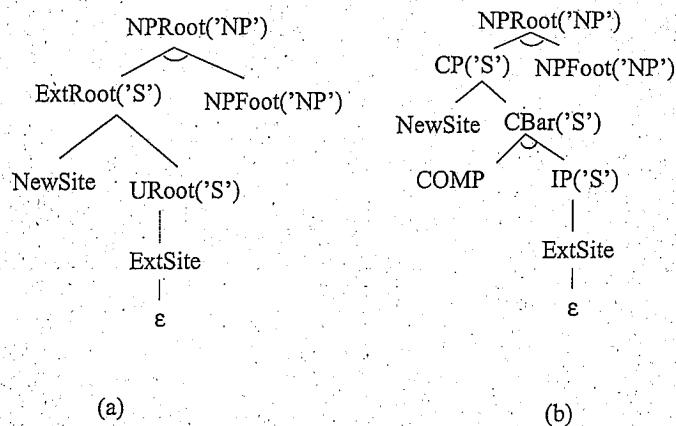 NPRoot('NP')
ExtRoot('S')
NPFoot('NP')
NewSite
URoot('S')
ExtSite
ε
(a)
NPRoot('NP')
CP('S')
NPFoot('NP')
NewSite
CBar('S')
COMP
IP('S')
ExtSite
ε
(b)